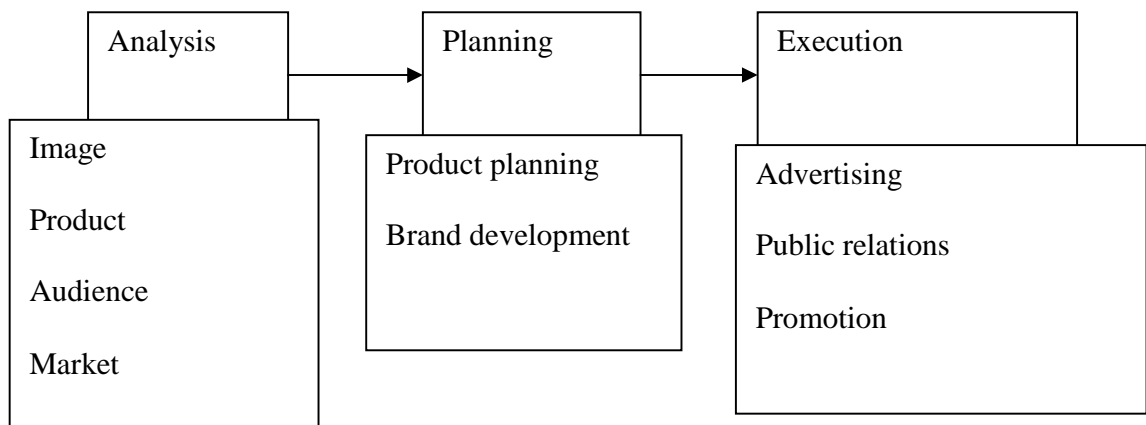 Analysis
Image
Product
Audience
Market
Planning
Product planning
Brand development
Execution
Advertising
Public relations
Promotion